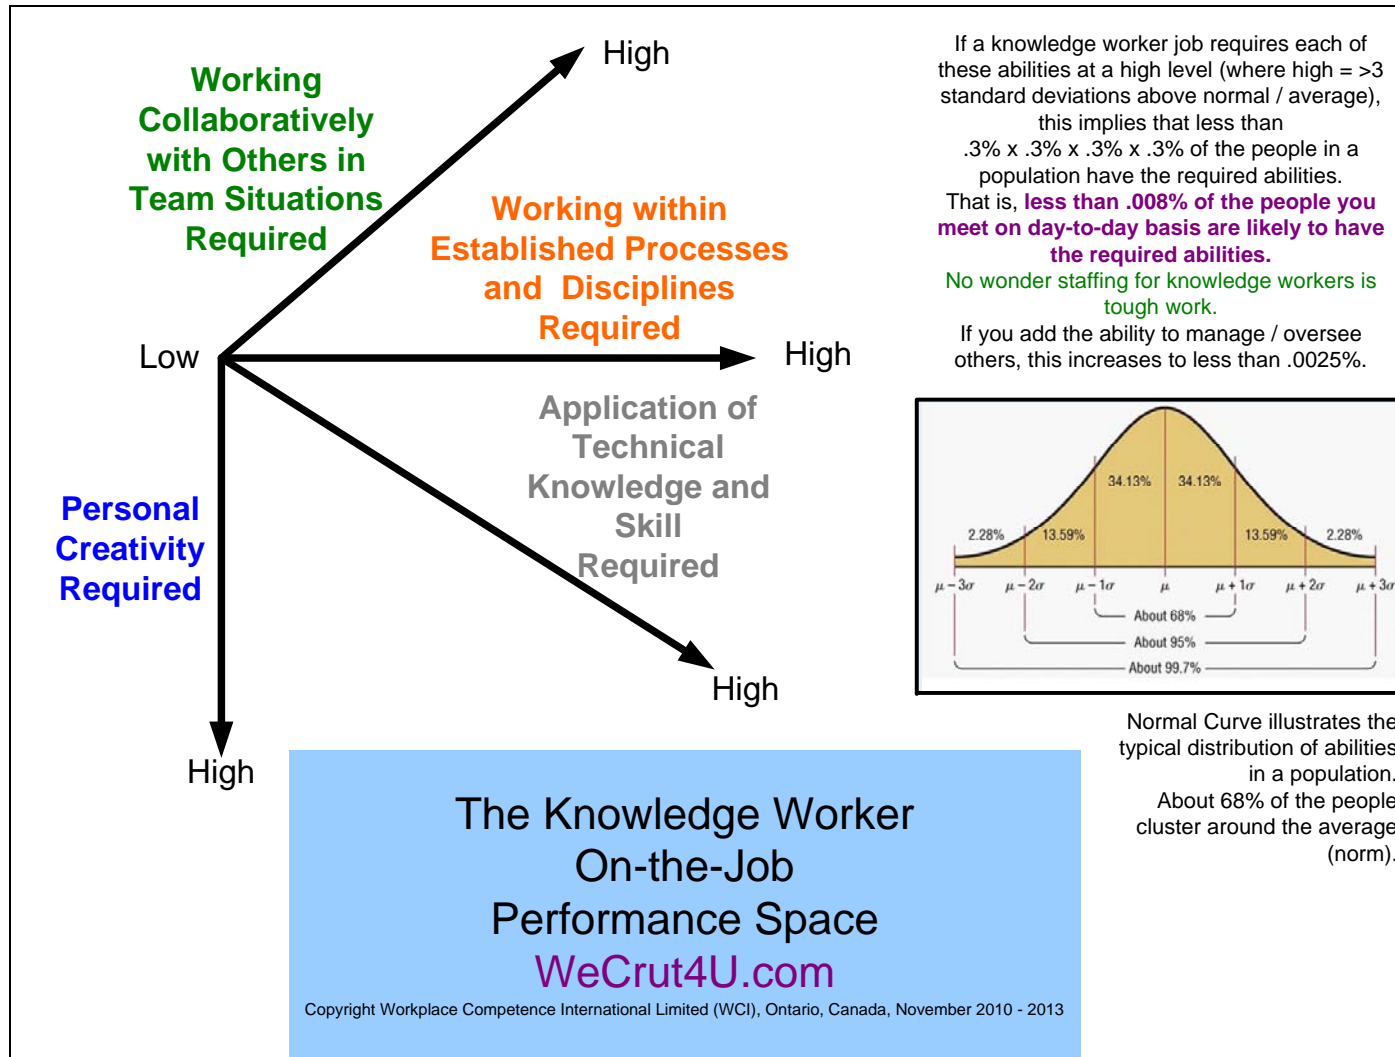 High
Working
Collaboratively
with Others in
Team Situations
Required
Working within
Established Processes
and Disciplines
Required
Low
High
Application of
Technical
Knowledge and
Skill
Required
Personal
Creativity
Required
High
High
If a knowledge worker job requires each of
these abilities at a high level (where high = >3
standard deviations above normal / average),
this implies that less than
.3% x .3% x .3% x .3% of the people in a
population have the required abilities.
That is, less than .008% of the people you
meet on day-to-day basis are likely to have
the required abilities.
No wonder staffing for knowledge workers is
tough work.
If you add the ability to manage / oversee
others, this increases to less than .0025%.
34.13% 34.13%
2.28% 13.59% 13.59% 2.28%
μ − 3σ μ − 2σ μ − 1σ μ μ + 1σ μ + 2σ μ + 3σ
About 68%
About 95%
About 99.7%
Normal Curve illustrates the
typical distribution of abilities
in a population.
About 68% of the people
cluster around the average
(norm).
The Knowledge Worker
On-the-Job
Performance Space
WeCrut4U.com
Copyright Workplace Competence International Limited (WCI), Ontario, Canada, November 2010 - 2013